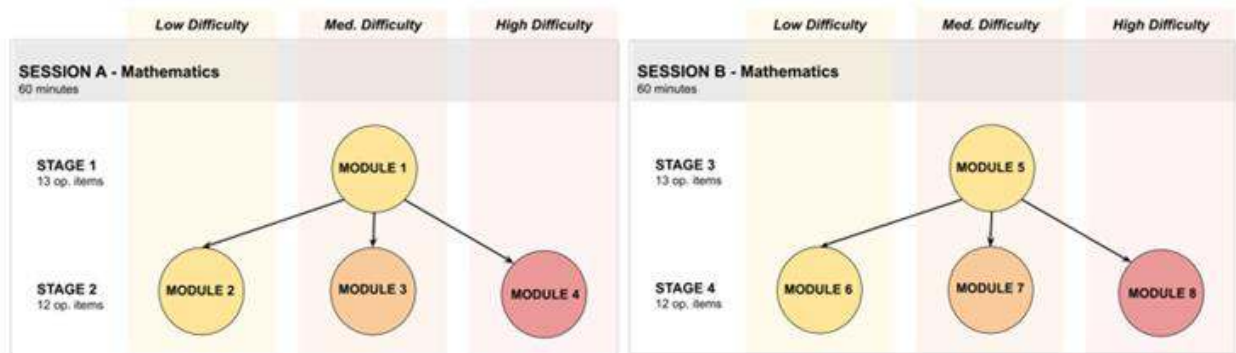 Low Difficulty Med. Difficulty High Difficulty
SESSION A - Mathematics
60 minutes
STAGE 1
13 op. items
MODULE 1
STAGE 2
12 op. items
MODULE 2 MODULE 3 MODULE 4
Low Difficulty Med. Difficulty High Difficulty
SESSION B - Mathematics
60 minutes
STAGE 3
13 op. items
MODULE 5
STAGE 4
12 op. items
MODULE 6 MODULE 7 MODULE 8